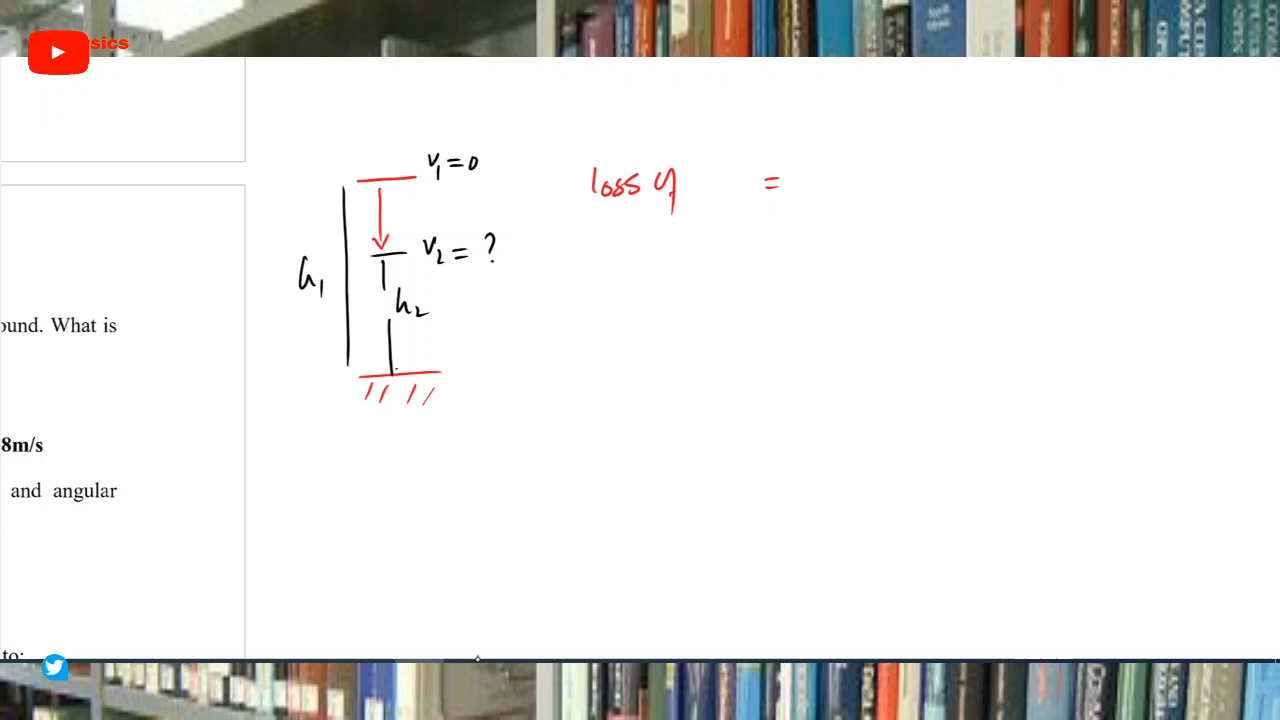 sics
v₁ = 0
loss of =
v₂ = ?
h₁
h₂
ound. What is
8m/s
and angular
to: